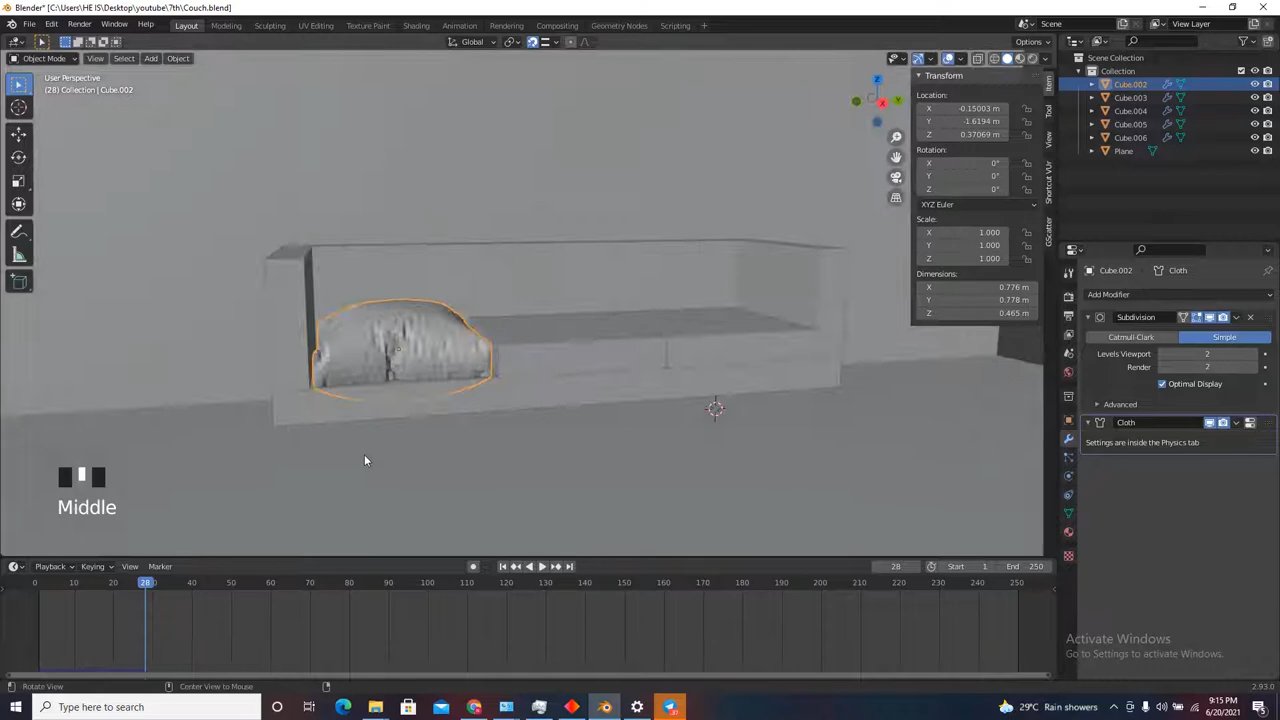 Blender* [C:\Users\HE IS\Desktop\youtube\7th\Couch.blend]
File Edit Render Window Help Layout Modeling Sculpting UV Editing Texture Paint Shading Animation Rendering Compositing Geometry Nodes Scripting Scene View Layer
Global Options
Object Mode View Select Add Object
User Perspective
(28) Collection | Cube.002
Transform
Location:
X -0.15003 m
Y -1.6194 m
Z 0.37069 m
Rotation:
X 0°
Y 0°
Z 0°
XYZ Euler
Scale:
X 1.000
Y 1.000
Z 1.000
Dimensions:
X 0.776 m
Y 0.778 m
Z 0.465 m
Item
Tool
View
Shortcut VUr
GScatter
Z
Y
X
Scene Collection
Collection
Cube.002
Cube.003
Cube.004
Cube.005
Cube.006
Plane
Cube.002 Cloth
Add Modifier
Subdivision
Catmull-Clark Simple
Levels Viewport 2
Render 2
Optimal Display
Advanced
Cloth
Settings are inside the Physics tab
Middle
Playback Keying View Marker 28 Start 1 End 250
0 10 20 28 30 40 50 60 70 80 90 100 110 120 130 140 150 160 170 180 190 200 210 220 230 240 250
Activate Windows
Go to Settings to activate Windows.
Rotate View Center View to Mouse 2.93.0
Type here to search 29°C Rain showers 9:15 PM
6/20/2021